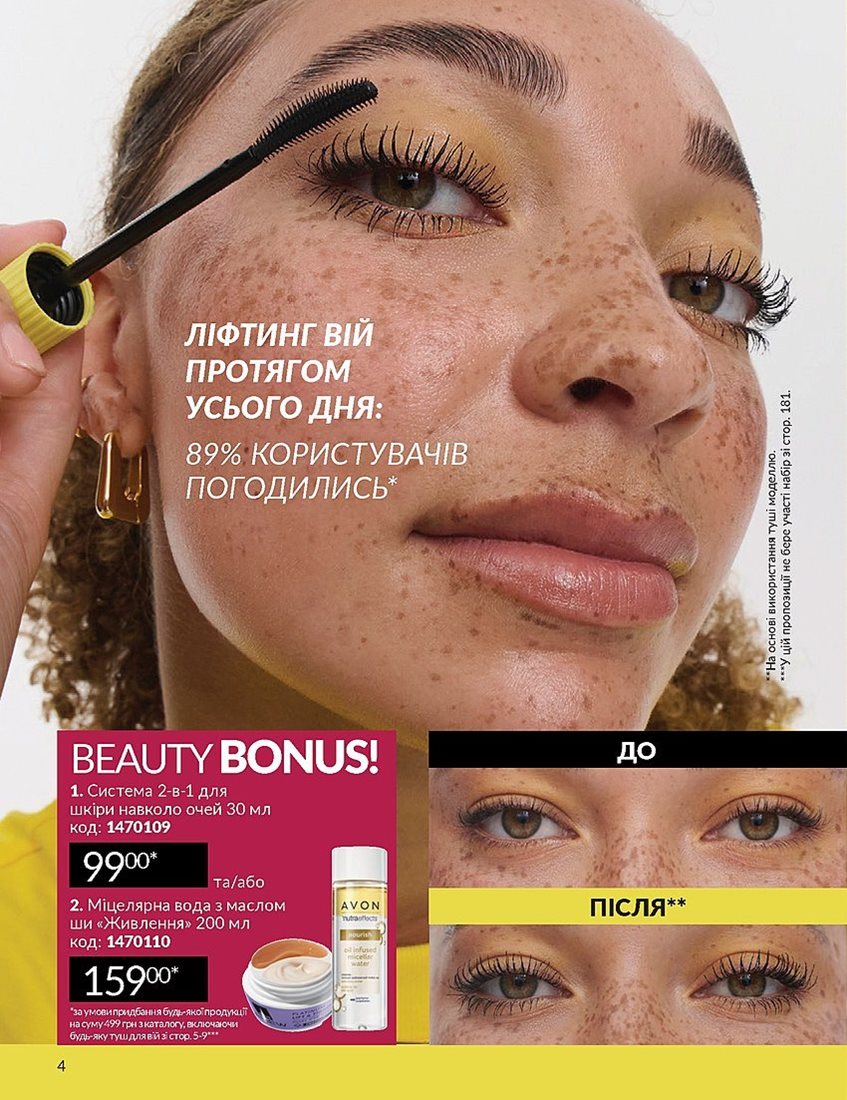 ЛІФТИНГ ВІЙ
ПРОТЯГОМ
УСЬОГО ДНЯ:
89% КОРИСТУВАЧІВ
ПОГОДИЛИСЬ*
**На основі використання туші моделлю.
***У цій пропозиції не бере участі набір зі стор. 181.
BEAUTY BONUS!
1. Система 2-в-1 для
шкіри навколо очей 30 мл
код: 1470109
99⁰⁰*
та/або
2. Міцелярна вода з маслом
ши «Живлення» 200 мл
код: 1470110
159⁰⁰*
*за умови придбання будь-якої продукції
на суму 499 грн з каталогу, включаючи
будь-яку туш для вій зі стор. 5-9***
AVON
nutraeffects
nourish
oil infused
micellar
water
ДО
ПІСЛЯ**
4